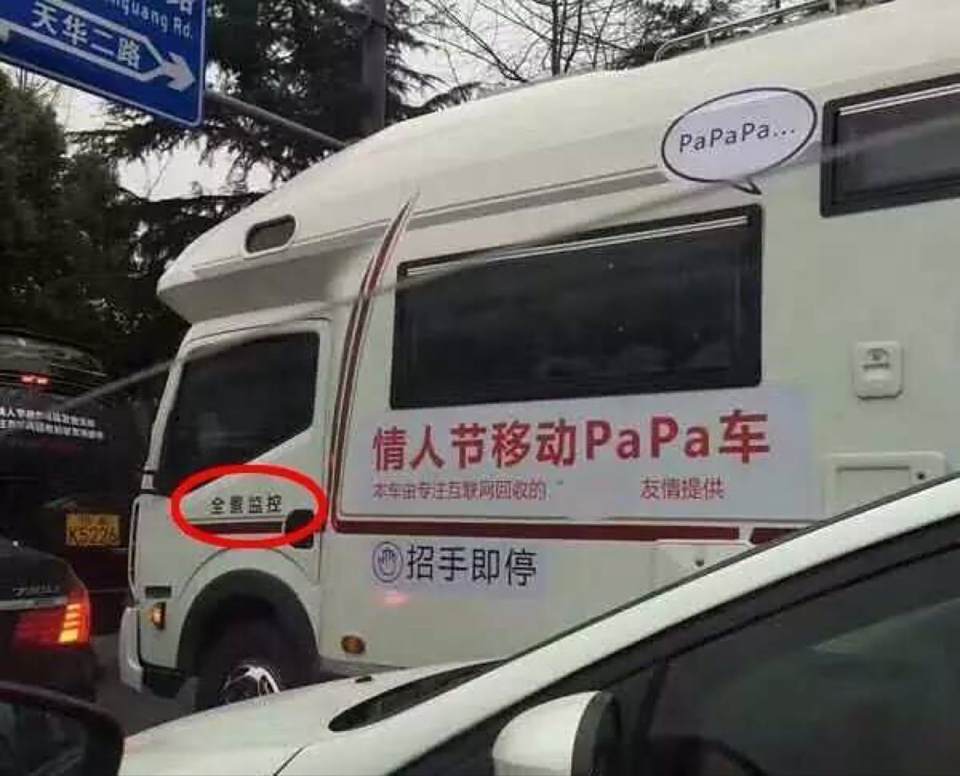 天华二路
PaPaPa...
情人节移动PaPa车
本车由专注互联网回收的
友情提供
全景监控
招手即停
K5226